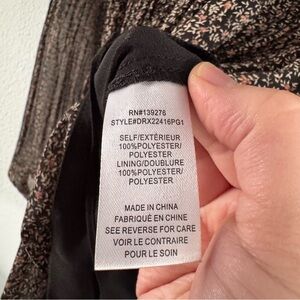 RN#139276
STYLE#DRX22416PG1
SELF/EXTÉRIEUR
100%POLYESTER/
POLYESTER
LINING/DOUBLURE
100%POLYESTER/
POLYESTER
MADE IN CHINA
FABRIQUÉ EN CHINE
SEE REVERSE FOR CARE
VOIR LE CONTRAIRE
POUR LE SOIN